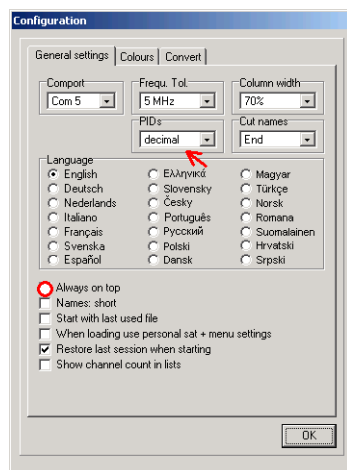 Configuration
General settings Colours Convert
Comport Frequ. Tol. Column width
Com 5 5 MHz 70%
PIDs Cut names
decimal End
Language
English Ελληνικά Magyar
Deutsch Slovensky Türkçe
Nederlands Česky Norsk
Italiano Português Romana
Français Русский Suomalainen
Svenska Polski Hrvatski
Español Dansk Srpski
Always on top
Names: short
Start with last used file
When loading use personal sat + menu settings
Restore last session when starting
Show channel count in lists
OK